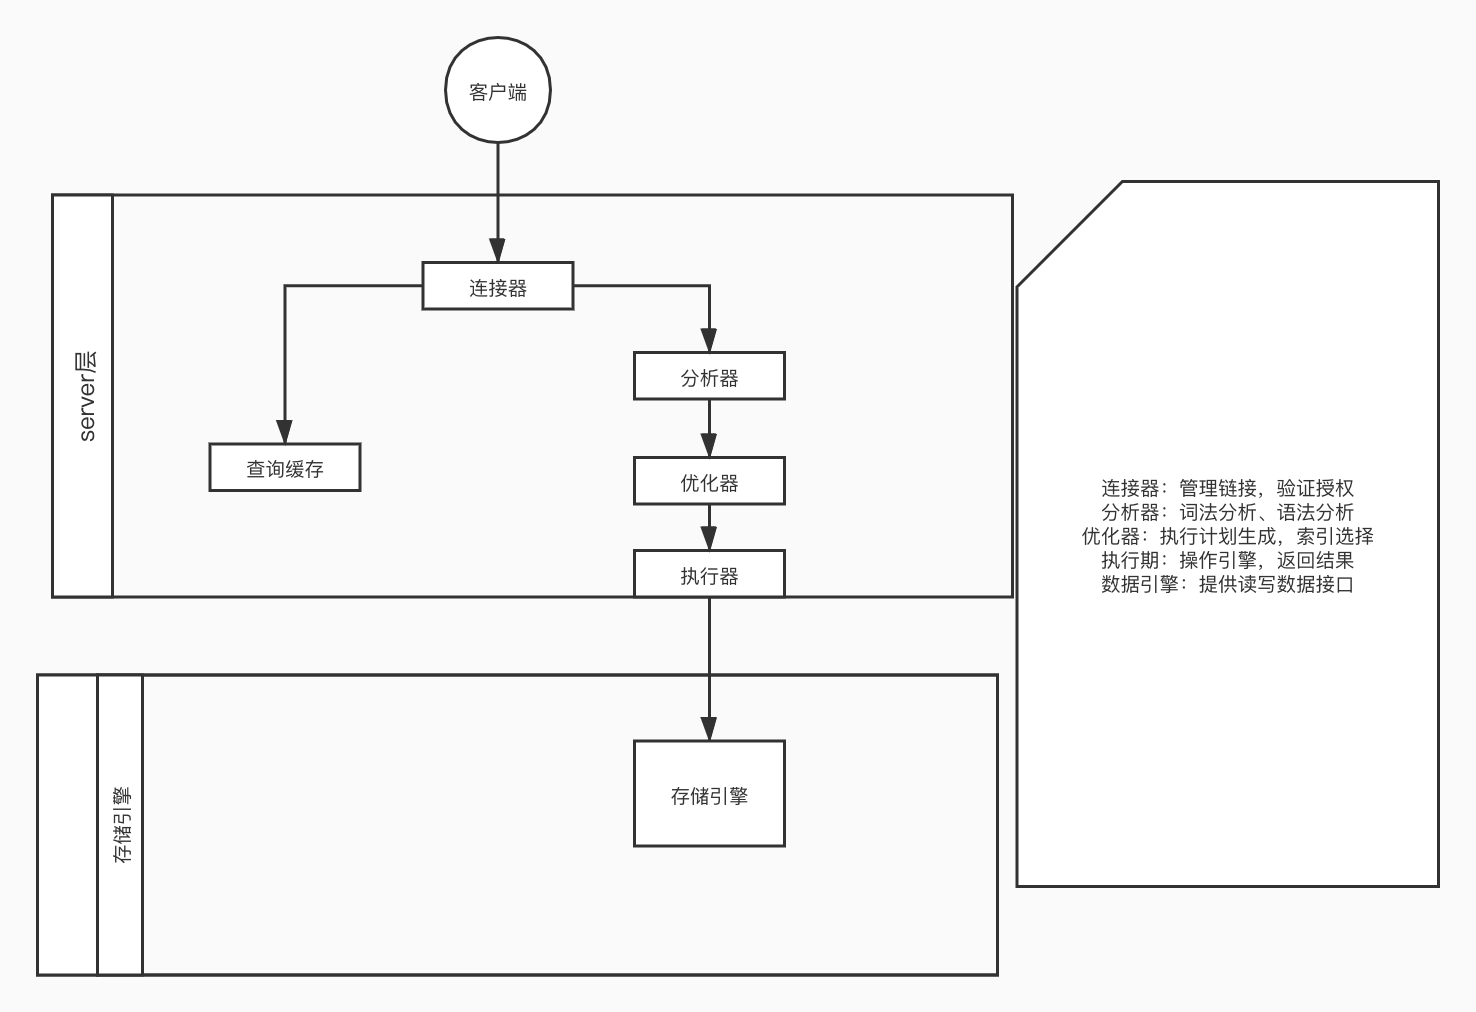 客户端
server层
连接器
分析器
查询缓存
优化器
执行器
连接器：管理链接，验证授权
分析器：词法分析、语法分析
优化器：执行计划生成，索引选择
执行期：操作引擎，返回结果
数据引擎：提供读写数据接口
存储引擎
存储引擎